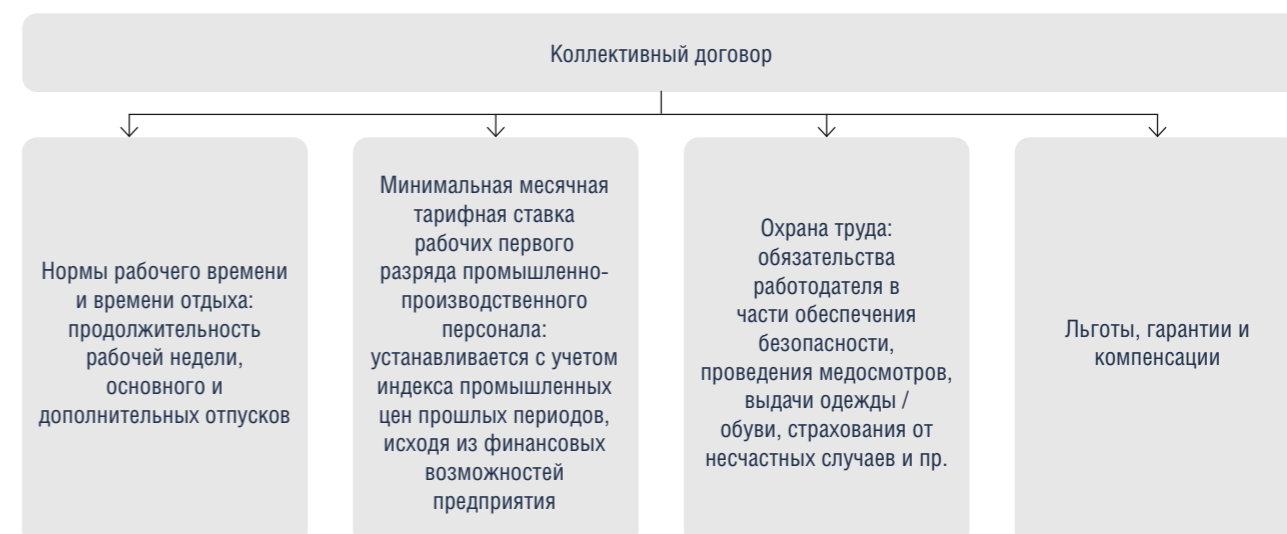 Коллективный договор
Нормы рабочего времени
и времени отдыха:
продолжительность
рабочей недели,
основного и
дополнительных отпусков
Минимальная месячная
тарифная ставка
рабочих первого
разряда промышленно-
производственного
персонала:
устанавливается с учетом
индекса промышленных
цен прошлых периодов,
исходя из финансовых
возможностей
предприятия
Охрана труда:
обязательства
работодателя в
части обеспечения
безопасности,
проведения медосмотров,
выдачи одежды /
обуви, страхования от
несчастных случаев и пр.
Льготы, гарантии и
компенсации